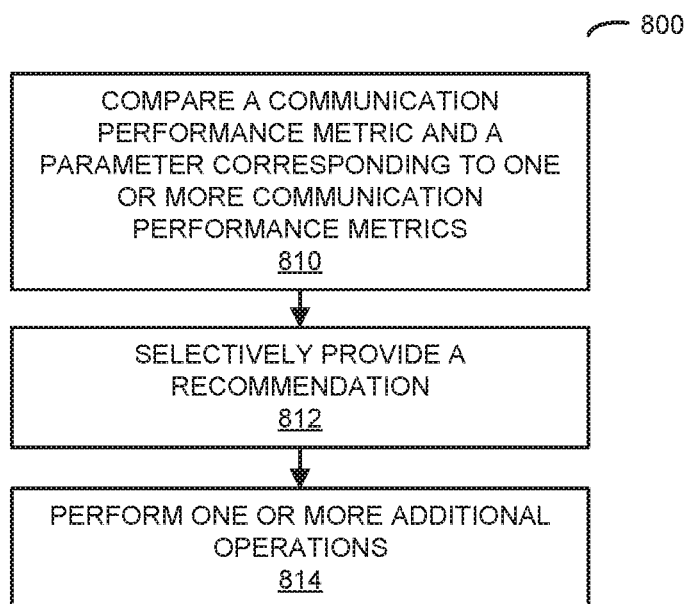 800
COMPARE A COMMUNICATION
PERFORMANCE METRIC AND A
PARAMETER CORRESPONDING TO ONE
OR MORE COMMUNICATION
PERFORMANCE METRICS
810
SELECTIVELY PROVIDE A
RECOMMENDATION
812
PERFORM ONE OR MORE ADDITIONAL
OPERATIONS
814